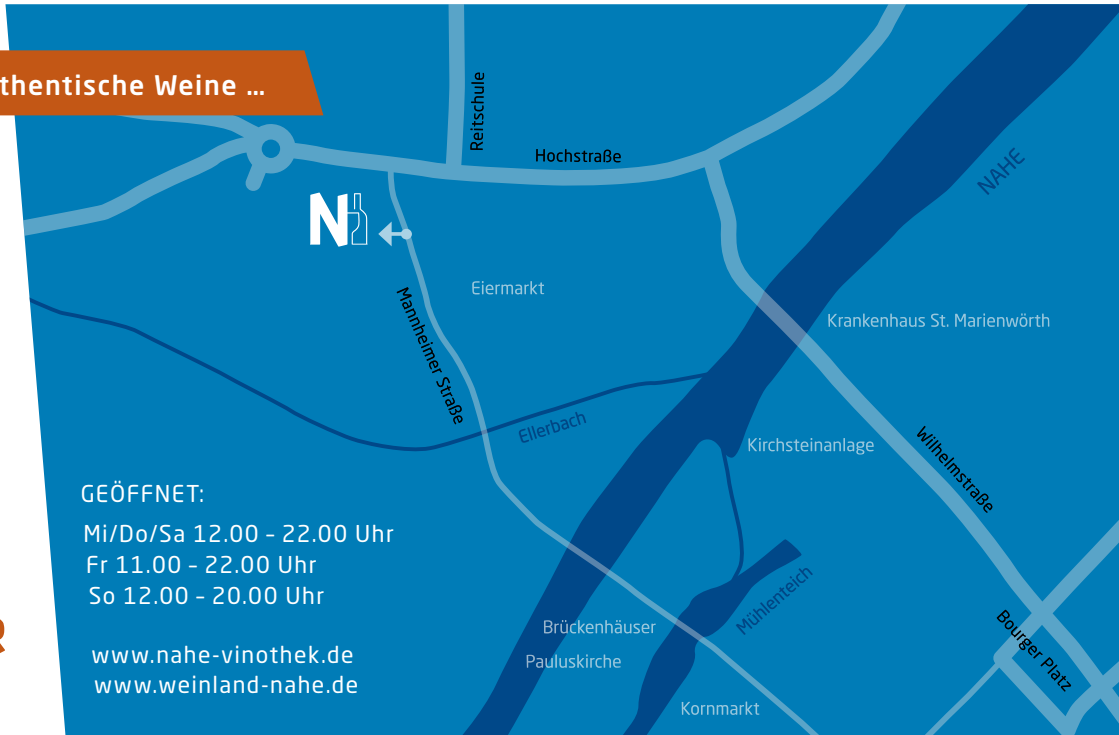 thentische Weine ...
Reitschule
Hochstraße
NAHE
N
Eiermarkt
Mannheimer Straße
Krankenhaus St. Marienwörth
Ellerbach
Kirchsteinanlage
Wilhelmstraße
GEÖFFNET:
Mi/Do/Sa 12.00 – 22.00 Uhr
Fr 11.00 – 22.00 Uhr
So 12.00 – 20.00 Uhr
Mühlenteich
Brückenhäuser
Bourger Platz
Pauluskirche
www.nahe-vinothek.de
www.weinland-nahe.de
Kornmarkt